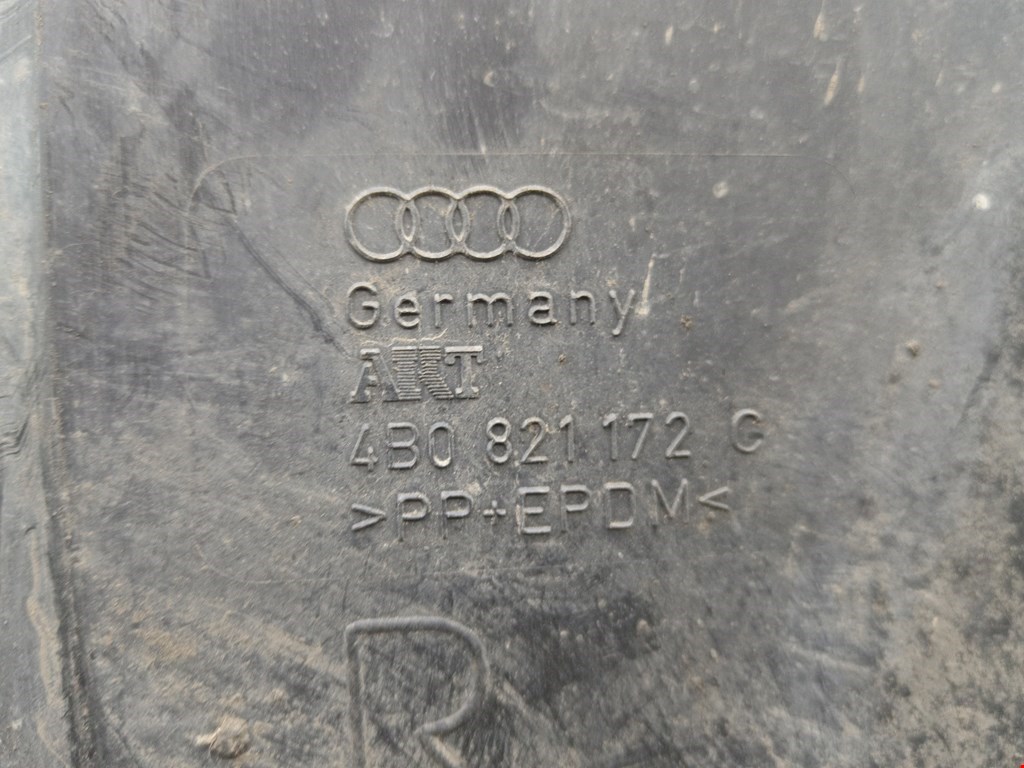 Germany
ART
4B0 821 172 G
>PP+EPDM<
R